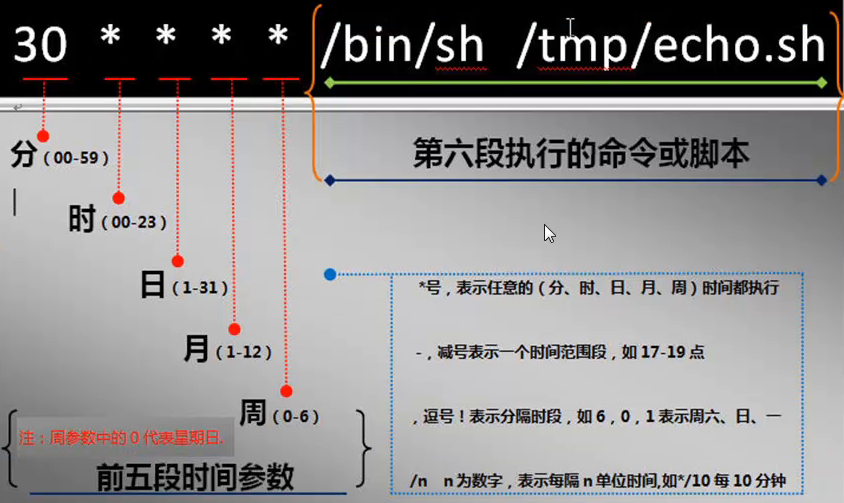 30 * * * * /bin/sh /tmp/echo.sh
第六段执行的命令或脚本
分(00-59)
时(00-23)
日(1-31)
月(1-12)
周(0-6)
注:周参数中的0代表星期日.
前五段时间参数
*号,表示任意的(分、时、日、月、周)时间都执行
-,减号表示一个时间范围段,如17-19点
,逗号!表示分隔时段,如6,0,1表示周六、日、一
/n n为数字,表示每隔n单位时间,如*/10每10分钟